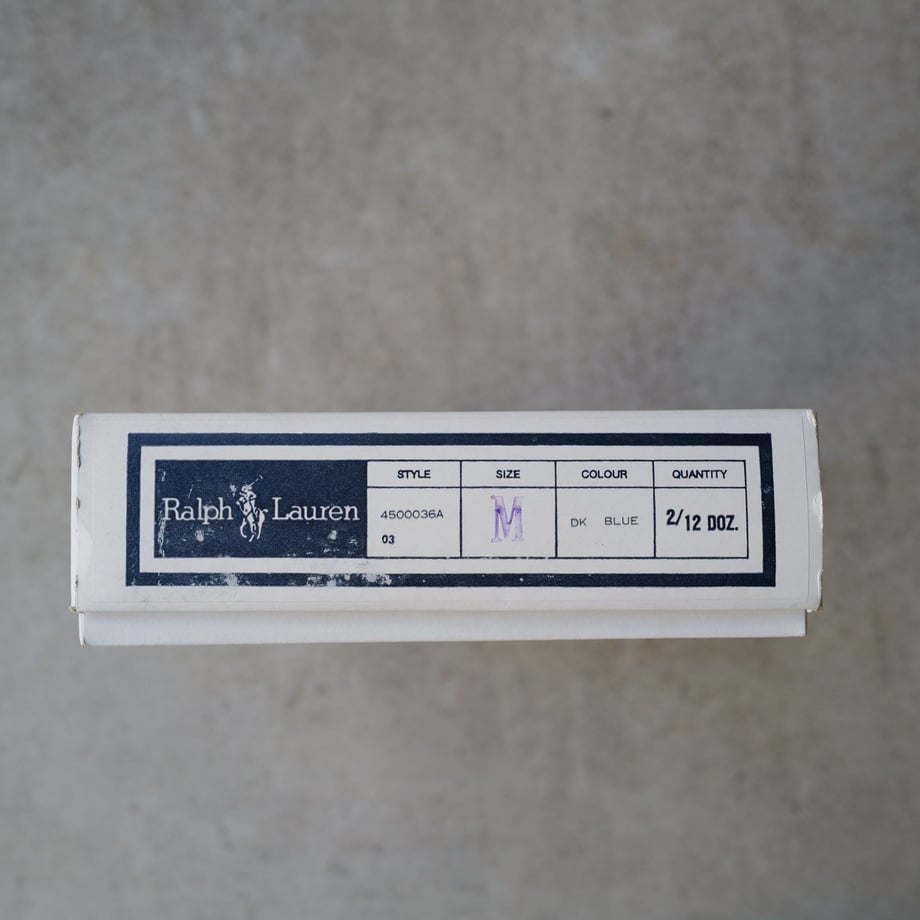 Ralph Lauren
STYLE SIZE COLOUR QUANTITY
4500036A M DK BLUE 2/12 DOZ.
03